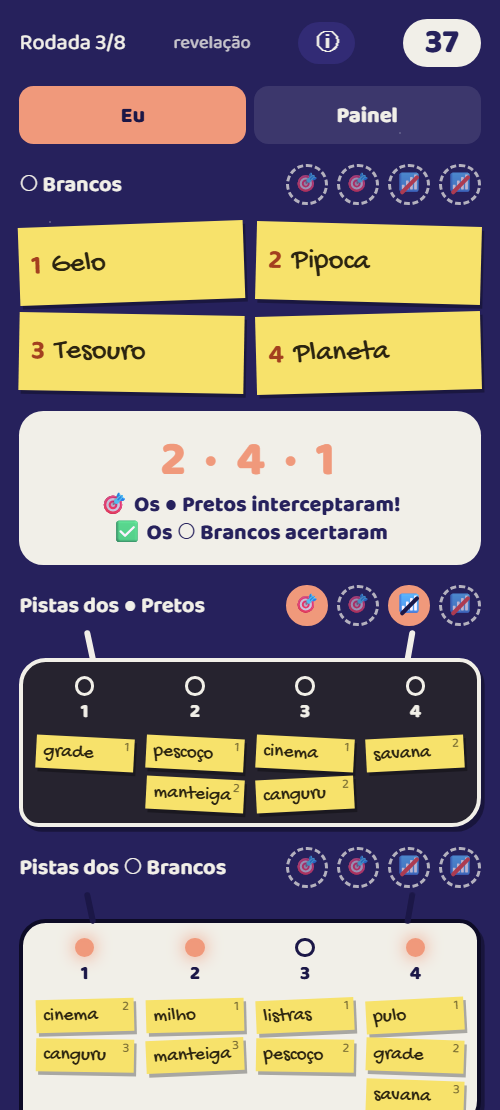 Rodada 3/8 revelação 37
Eu Painel
○ Brancos
1 Gelo 2 Pipoca
3 Tesouro 4 Planeta
2 • 4 • 1
Os ● Pretos interceptaram!
Os ○ Brancos acertaram
Pistas dos ● Pretos
1 2 3 4
grade 1 pescoço 1 cinema 1 savana 2
manteiga 2 canguru 2
Pistas dos ○ Brancos
1 2 3 4
cinema 2 milho 1 listras 1 pulo 1
canguru 3 manteiga 3 pescoço 2 grade 2
savana 3